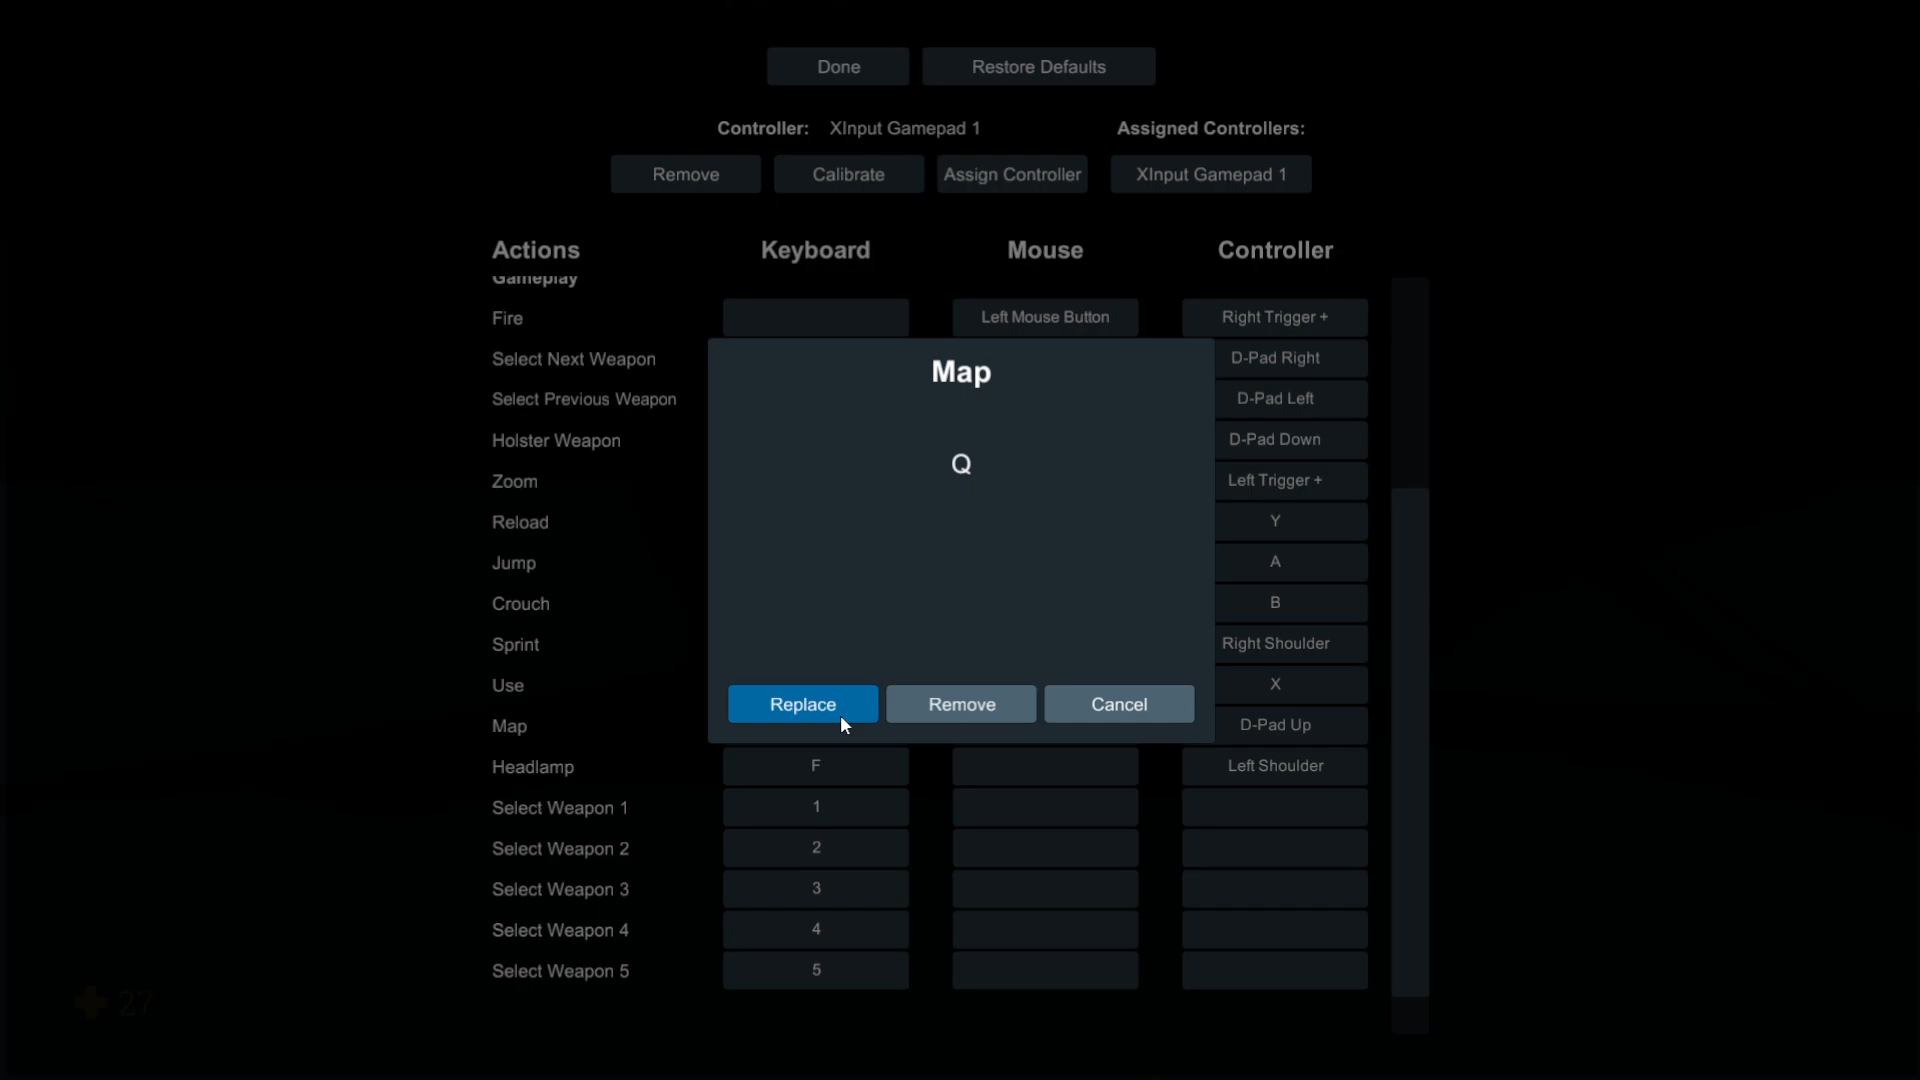 Done Restore Defaults
Controller: XInput Gamepad 1 Assigned Controllers:
Remove Calibrate Assign Controller XInput Gamepad 1
Actions Keyboard Mouse Controller
Gameplay
Fire Left Mouse Button Right Trigger +
Select Next Weapon D-Pad Right
Select Previous Weapon D-Pad Left
Holster Weapon D-Pad Down
Zoom Left Trigger +
Reload Y
Jump A
Crouch B
Sprint Right Shoulder
Use X
Map D-Pad Up
Map
Q
Replace Remove Cancel
Headlamp F Left Shoulder
Select Weapon 1 1
Select Weapon 2 2
Select Weapon 3 3
Select Weapon 4 4
Select Weapon 5 5
27